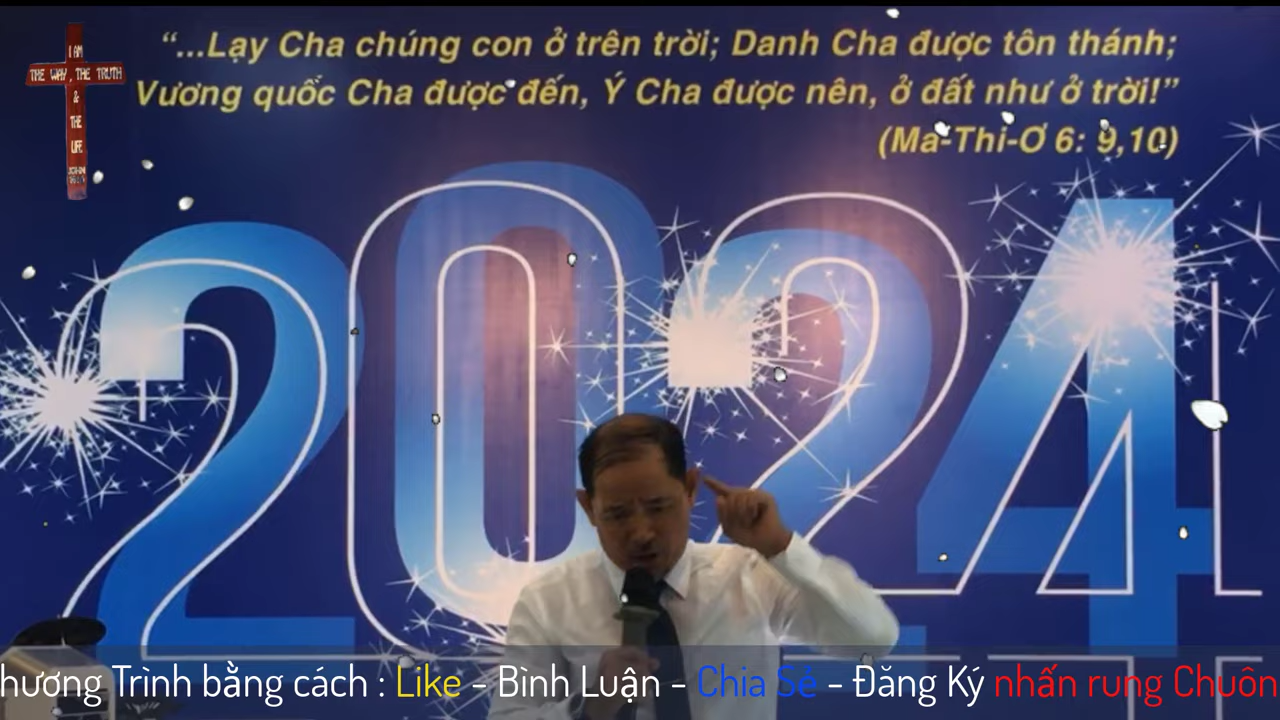 “...Lạy Cha chúng con ở trên trời; Danh Cha được tôn thánh;
Vương quốc Cha được đến, Ý Cha được nên, ở đất như ở trời!”
(Ma-Thi-Ơ 6: 9,10)
I AM
THE WAY, THE TRUTH
&
THE
LIFE
2024
hương Trình bằng cách : Like - Bình Luận - Chia Sẻ - Đăng Ký nhấn rung Chuôn